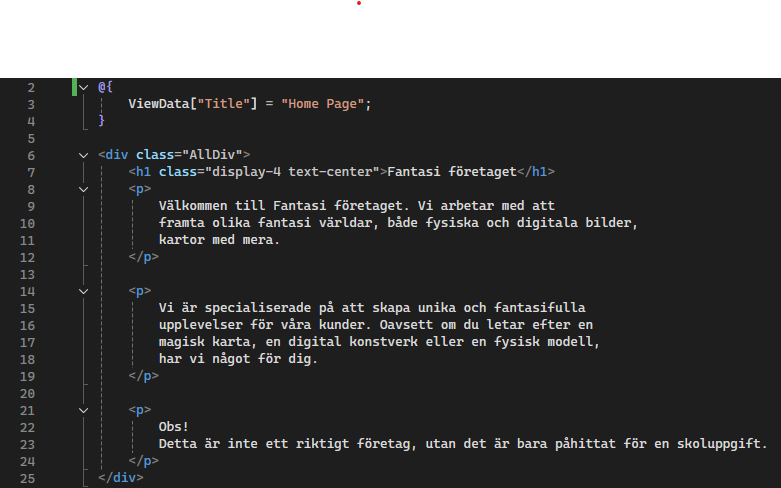 2 @{
3 ViewData["Title"] = "Home Page";
4 }
5
6 <div class="AllDiv">
7 <h1 class="display-4 text-center">Fantasi företaget</h1>
8 <p>
9 Välkommen till Fantasi företaget. Vi arbetar med att
10 framta olika fantasi världar, både fysiska och digitala bilder,
11 kartor med mera.
12 </p>
13
14 <p>
15 Vi är specialiserade på att skapa unika och fantasifulla
16 upplevelser för våra kunder. Oavsett om du letar efter en
17 magisk karta, en digital konstverk eller en fysisk modell,
18 har vi något för dig.
19 </p>
20
21 <p>
22 Obs!
23 Detta är inte ett riktigt företag, utan det är bara påhittat för en skoluppgift.
24 </p>
25 </div>